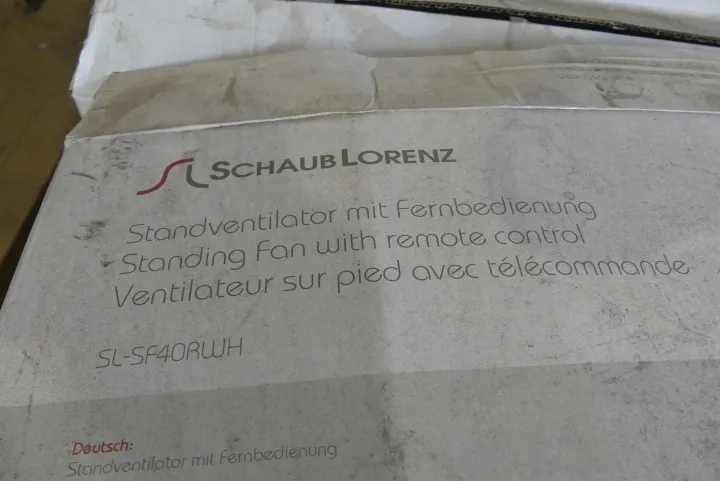 SL SCHAUB LORENZ
Standventilator mit Fernbedienung
Standing Fan with remote control
Ventilateur sur pied avec télécommande
SL-SF40RWH
Deutsch:
Standventilator mit Fernbedienung